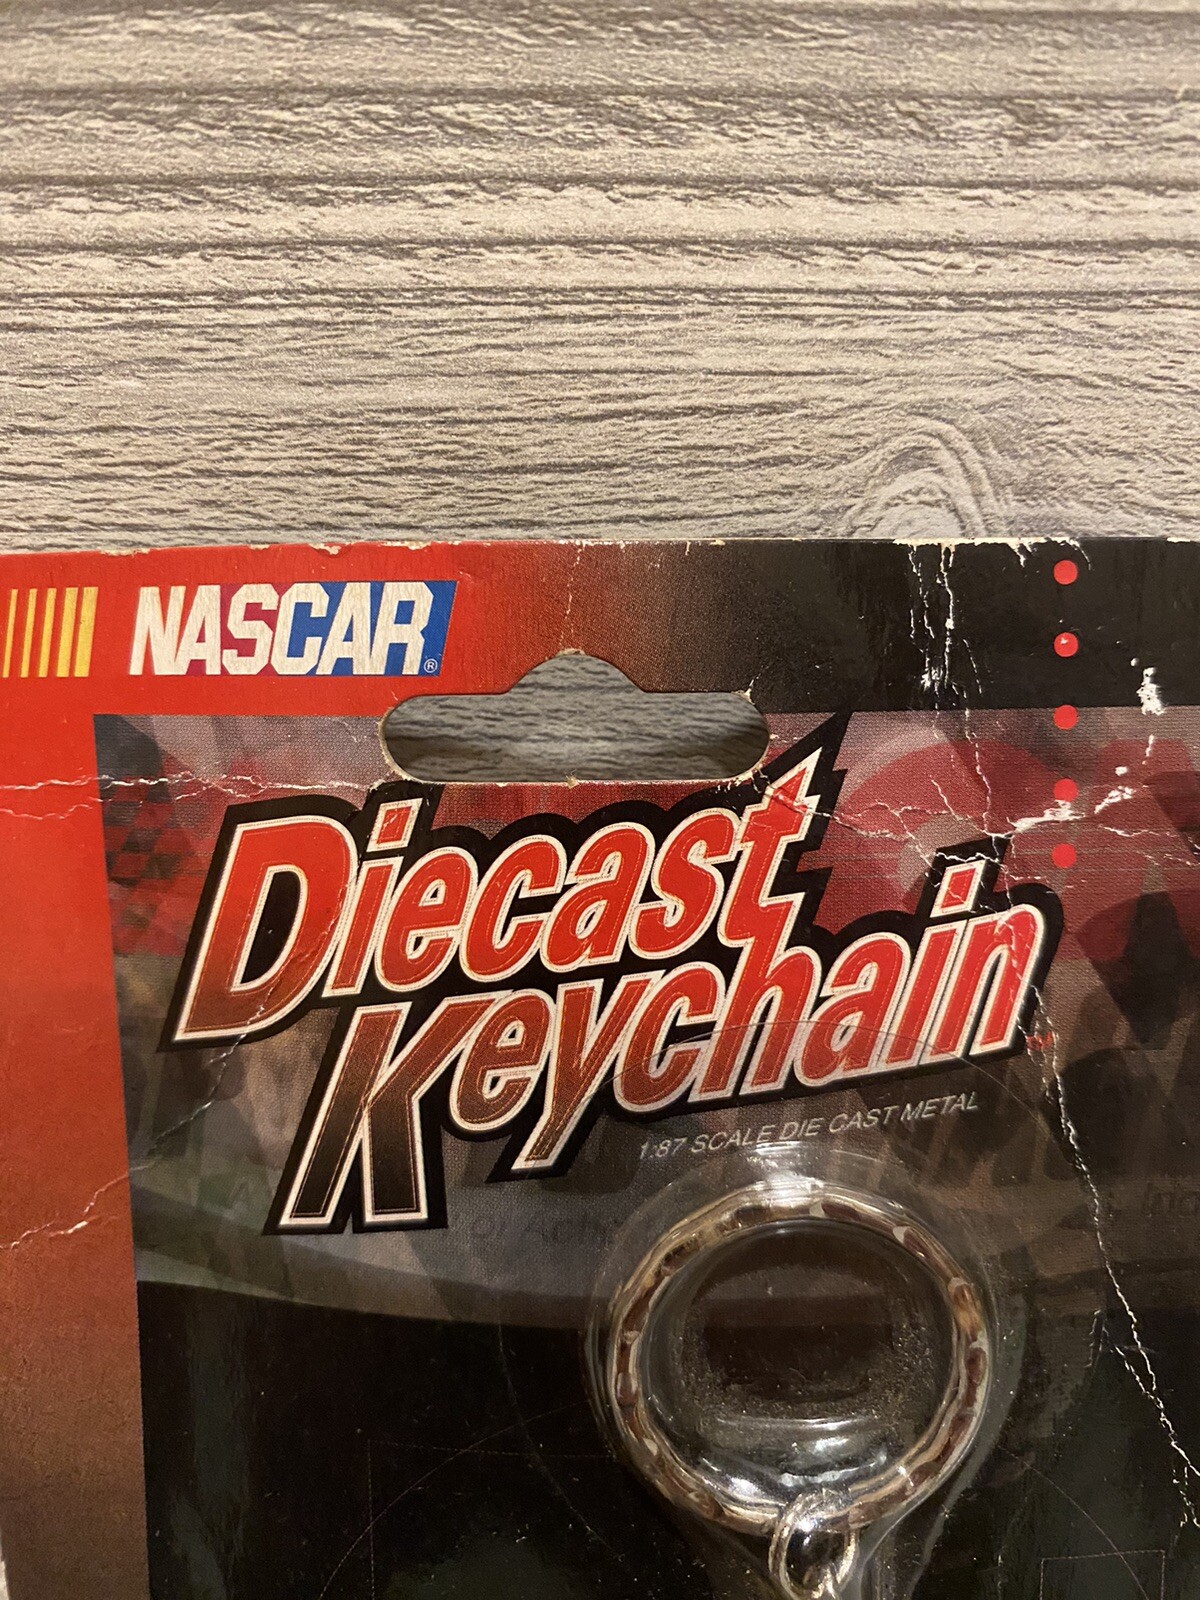 NASCAR®
Diecast
Keychain
1:87 SCALE DIE CAST METAL